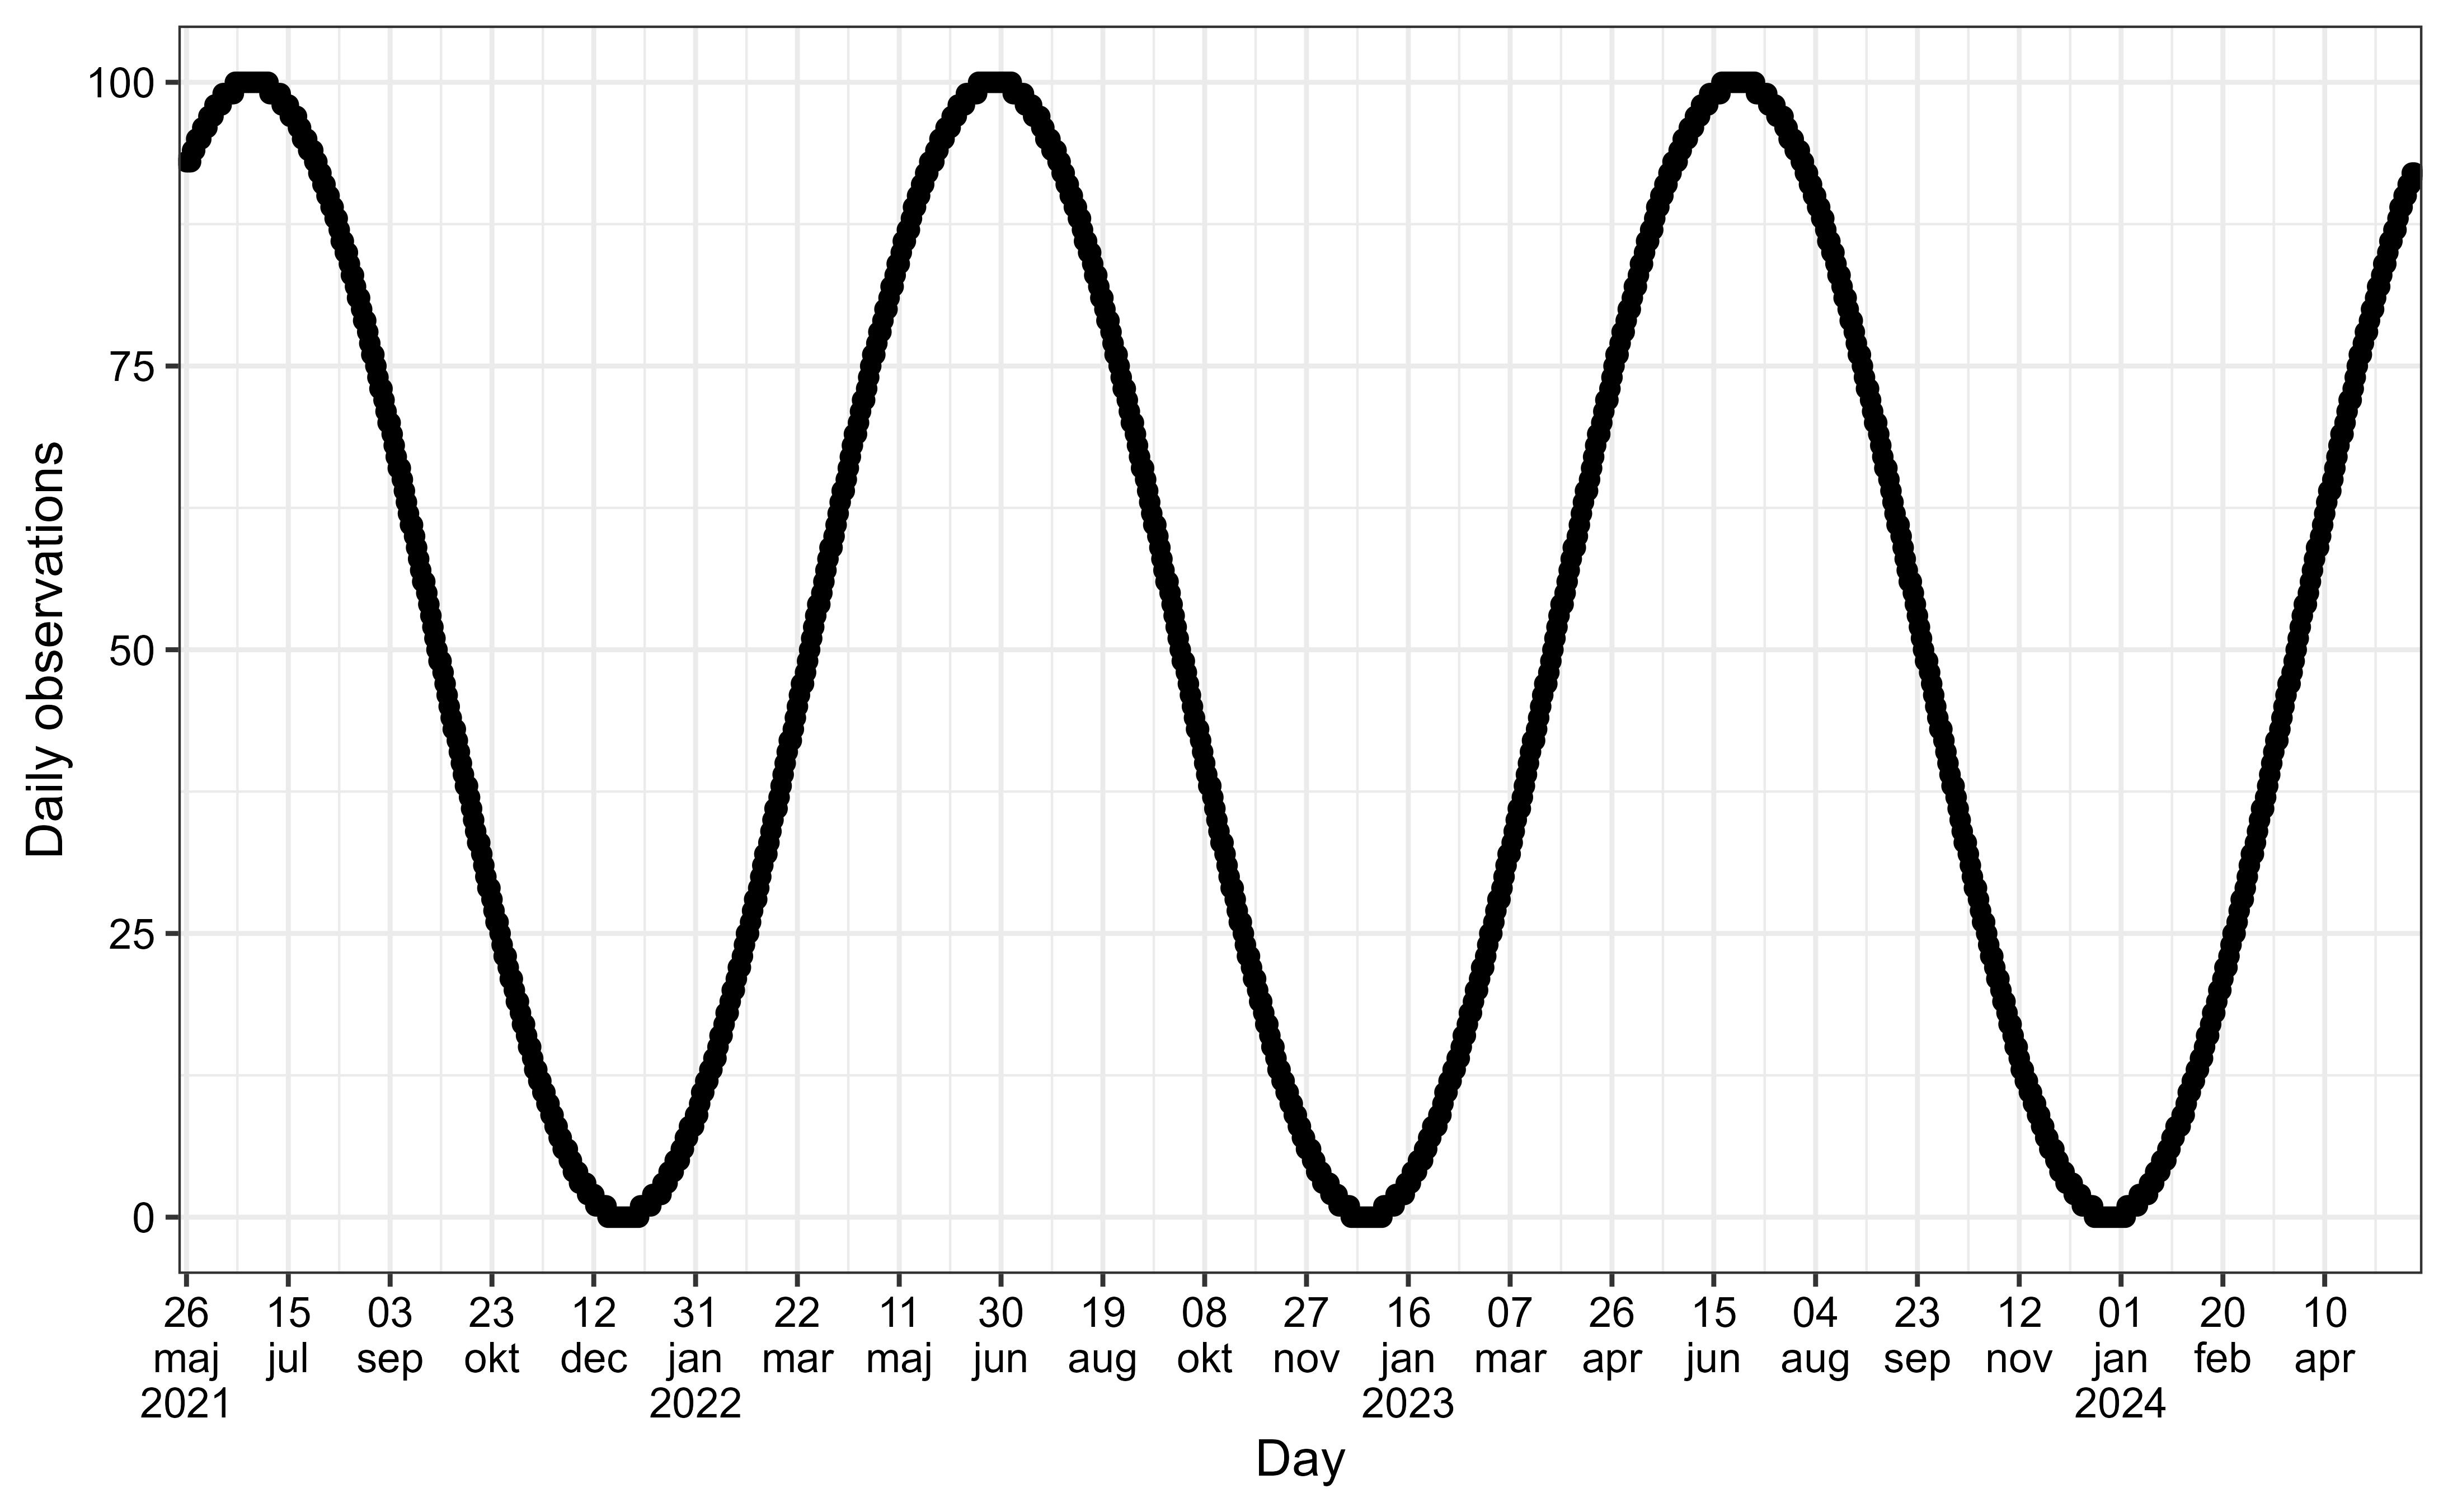 Daily observations
100
75
50
25
0
26 15 03 23 12 31 22 11 30 19 08 27 16 07 26 15 04 23 12 01 20 10
maj jul sep okt dec jan mar maj jun aug okt nov jan mar apr jun aug sep nov jan feb apr
2021 2022 2023 2024
Day